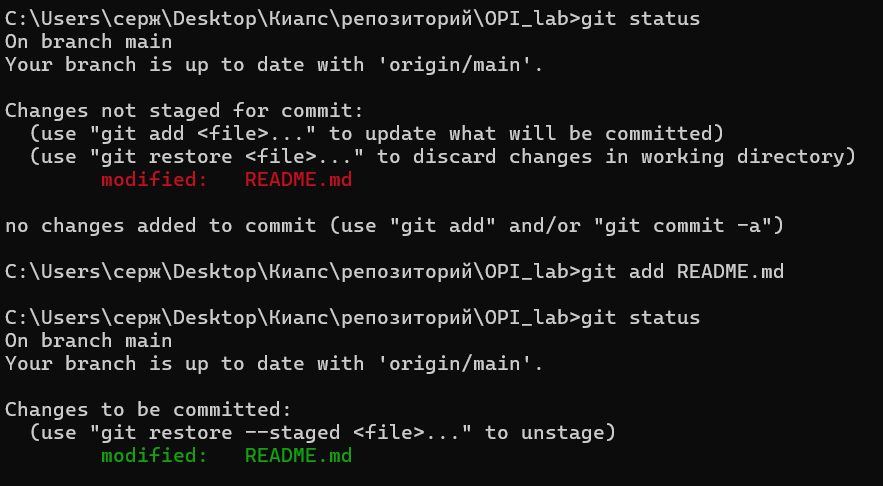 C:\Users\серж\Desktop\Киапс\репозиторий\OPI_lab>git status
On branch main
Your branch is up to date with 'origin/main'.
Changes not staged for commit:
(use "git add <file>..." to update what will be committed)
(use "git restore <file>..." to discard changes in working directory)
modified: README.md
no changes added to commit (use "git add" and/or "git commit -a")
C:\Users\серж\Desktop\Киапс\репозиторий\OPI_lab>git add README.md
C:\Users\серж\Desktop\Киапс\репозиторий\OPI_lab>git status
On branch main
Your branch is up to date with 'origin/main'.
Changes to be committed:
(use "git restore --staged <file>..." to unstage)
modified: README.md